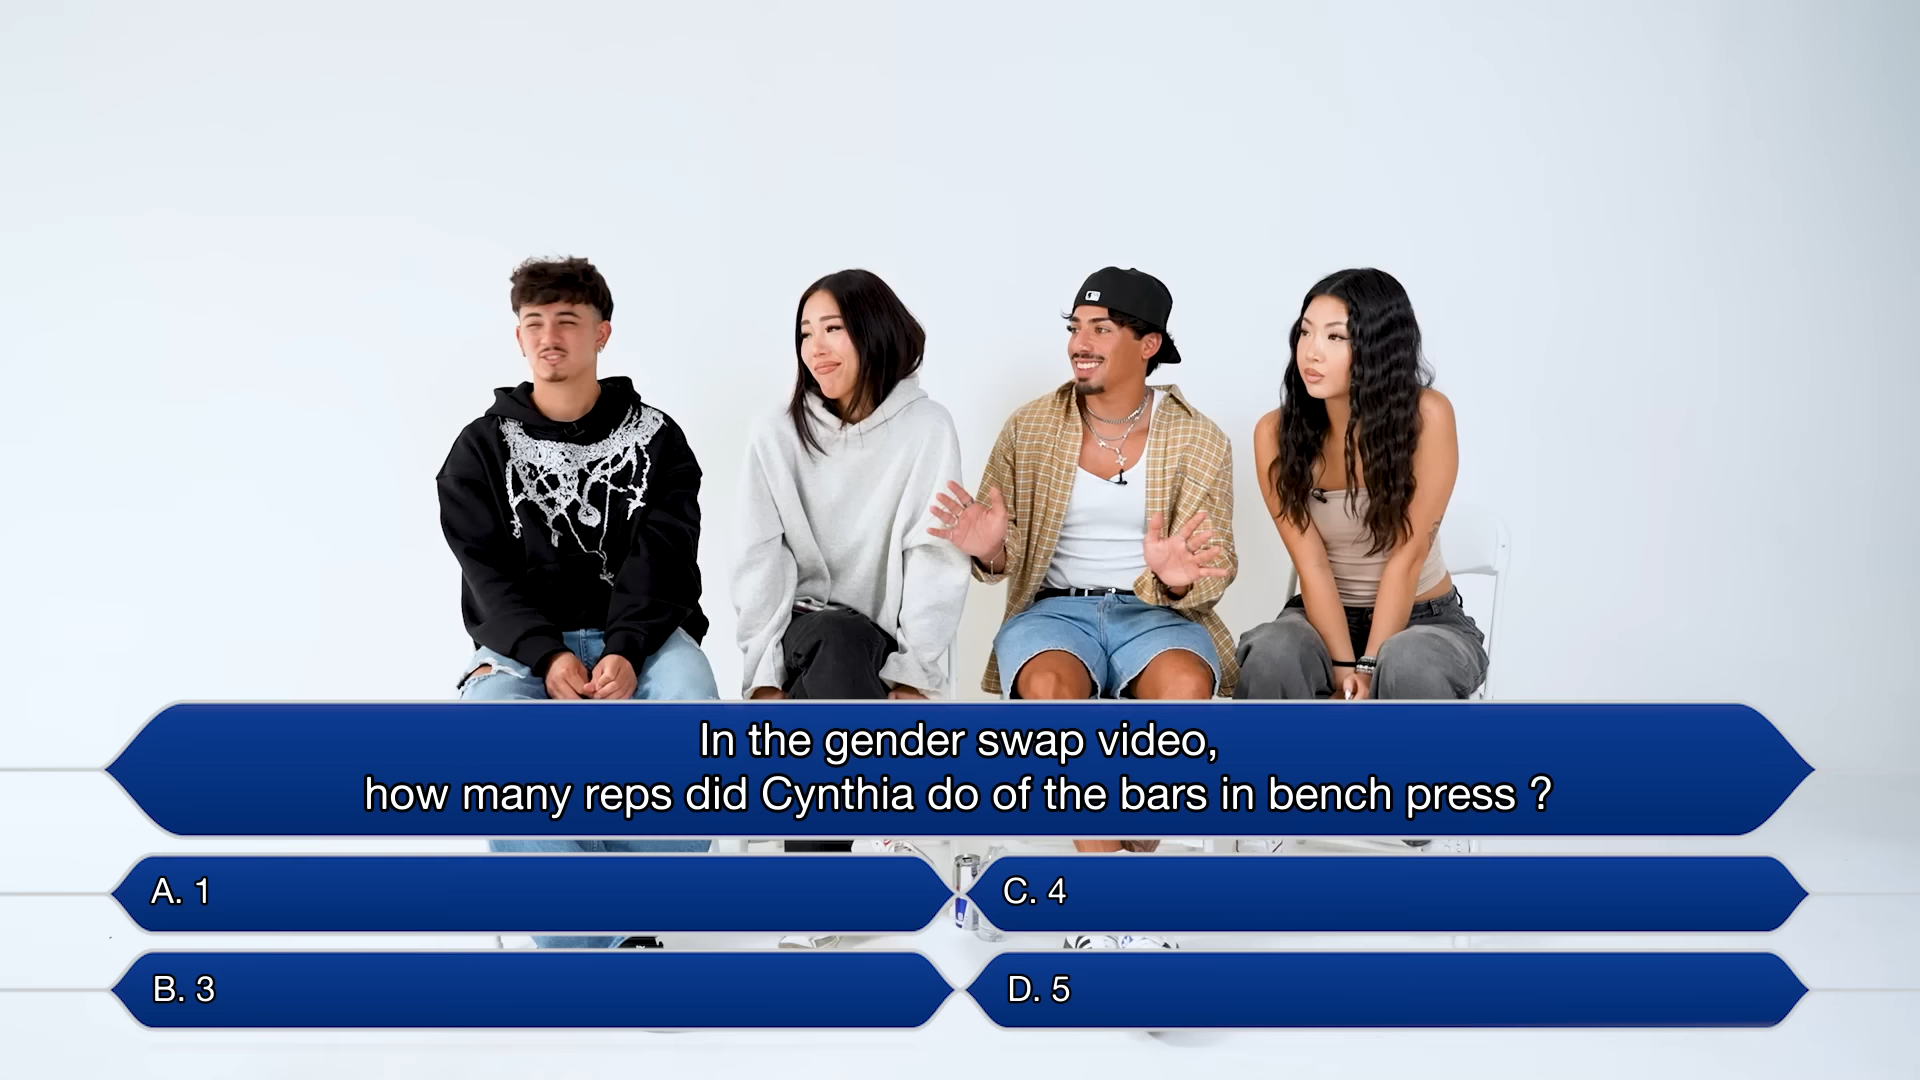 In the gender swap video,
how many reps did Cynthia do of the bars in bench press ?
A. 1
C. 4
B. 3
D. 5